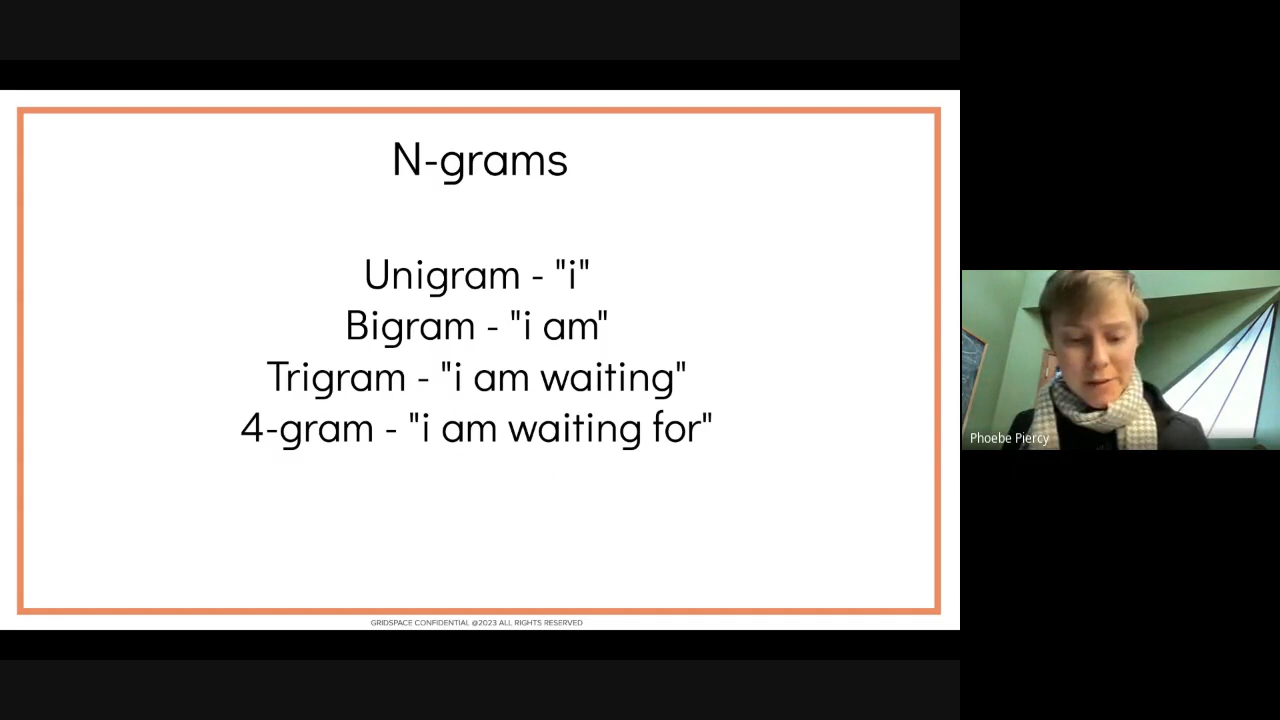 N-grams
Unigram - "i"
Bigram - "i am"
Trigram - "i am waiting"
4-gram - "i am waiting for"
GRIDSPACE CONFIDENTIAL @2023 ALL RIGHTS RESERVED
Phoebe Piercy